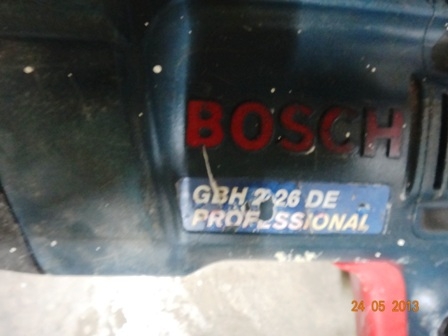 BOSCH
GBH 2-26 DE
PROFESSIONAL
24 05 2013